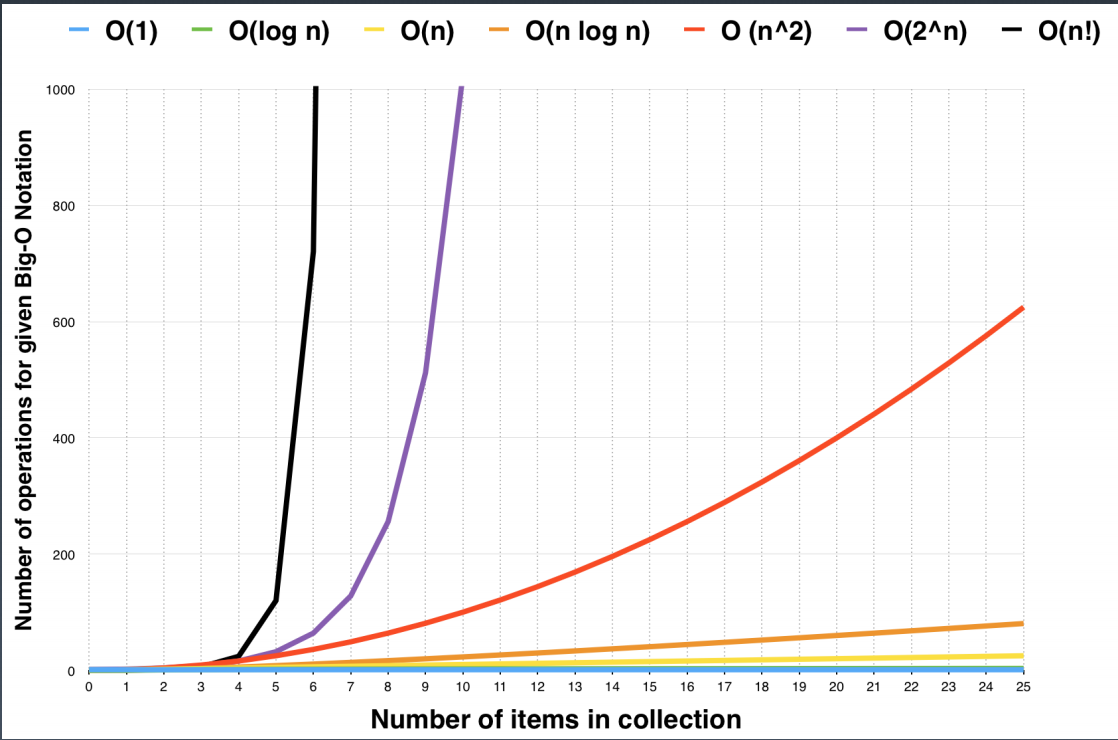 O(1) O(log n) O(n) O(n log n) O (n^2) O(2^n) O(n!)
Number of operations for given Big-O Notation
1000
800
600
400
200
0
0 1 2 3 4 5 6 7 8 9 10 11 12 13 14 15 16 17 18 19 20 21 22 23 24 25
Number of items in collection